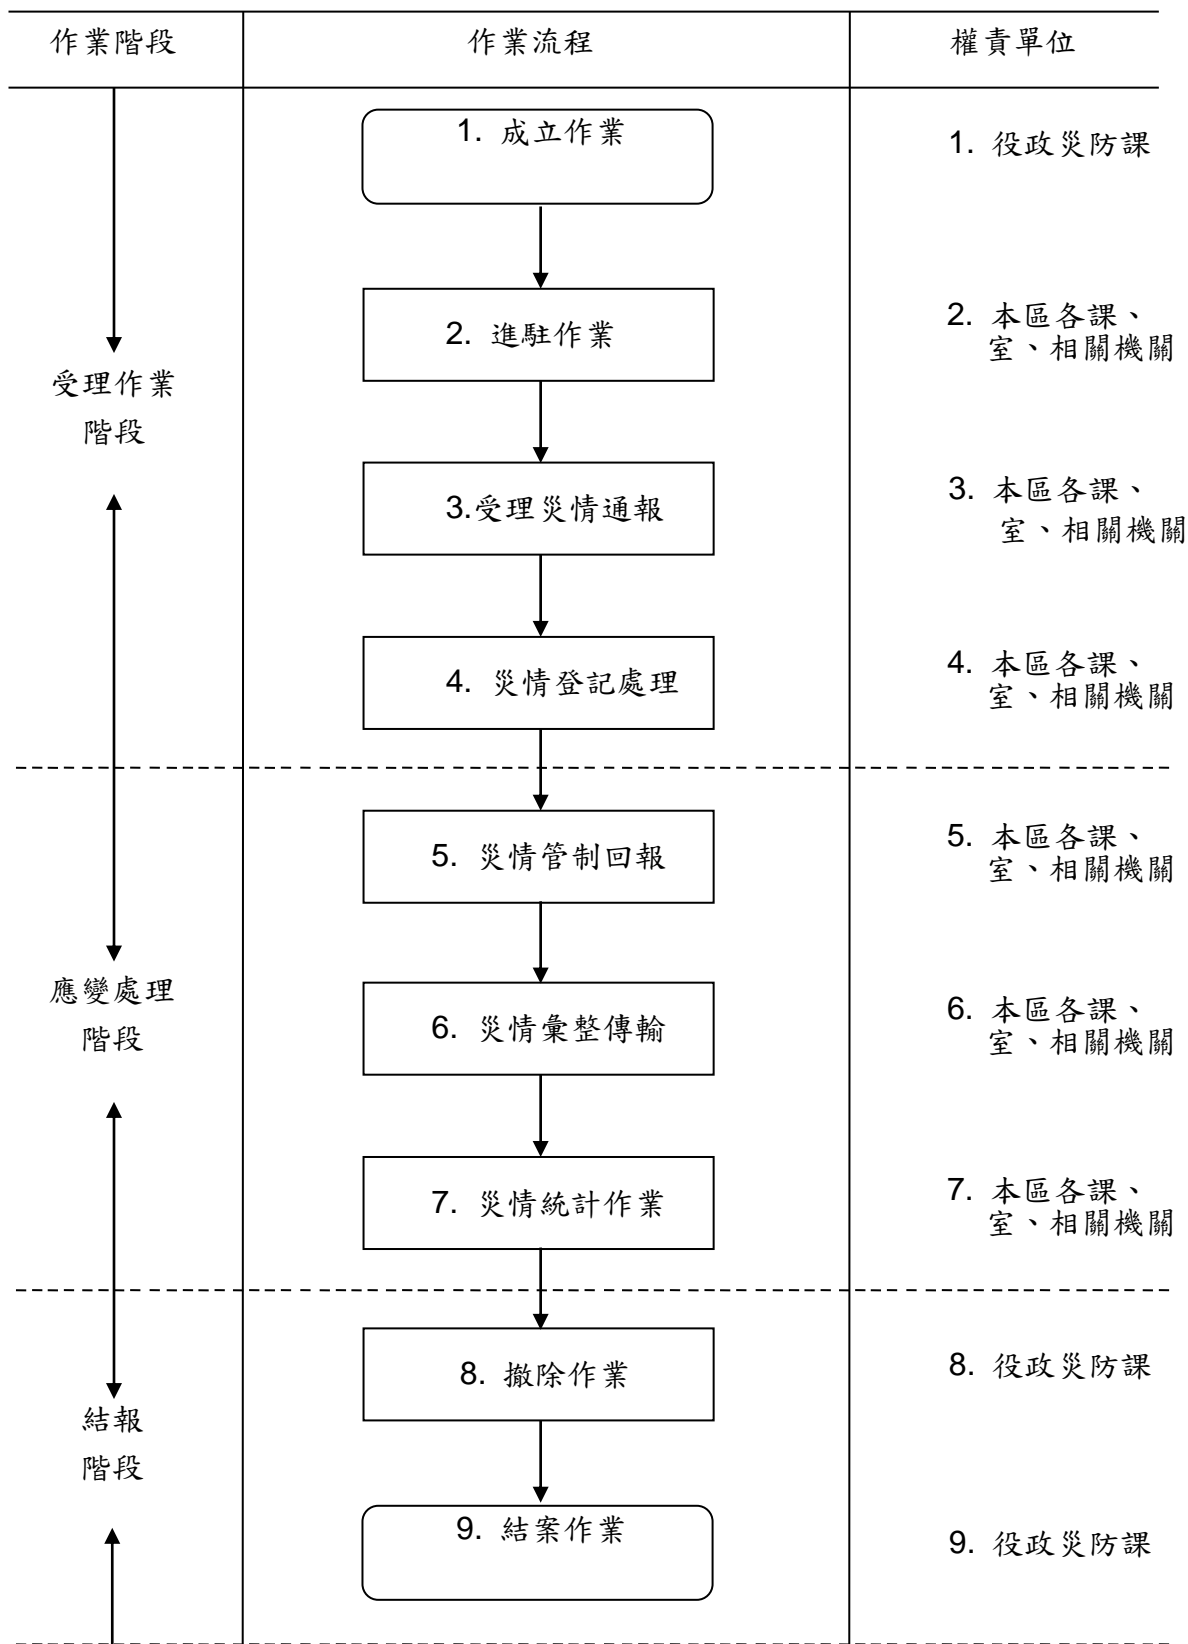 作業階段
作業流程
權責單位
1. 成立作業
1. 役政災防課
2. 進駐作業
2. 本區各課、
室、相關機關
受理作業
階段
3.受理災情通報
3. 本區各課、
室、相關機關
4. 災情登記處理
4. 本區各課、
室、相關機關
5. 災情管制回報
5. 本區各課、
室、相關機關
應變處理
階段
6. 災情彙整傳輸
6. 本區各課、
室、相關機關
7. 災情統計作業
7. 本區各課、
室、相關機關
8. 撤除作業
8. 役政災防課
結報
階段
9. 結案作業
9. 役政災防課